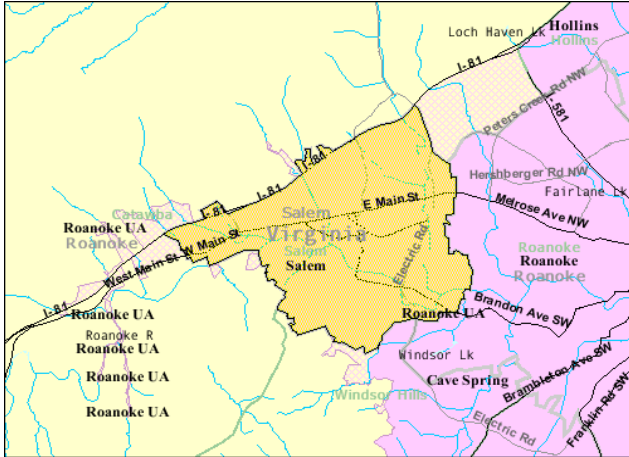 Hollins
Loch Haven Lk
Hollins
I- 81
Peters Creek Rd NW
I- 581
I- 81
Hershberger Rd NW
I- 81
Fairlane L
E Main St
Melrose Ave NW
Catawba
I- 81
Salem
Roanoke UA
Roanoke
W Main St
Virginia
Electric Rd
Salem
Salem
Roanoke
Roanoke
Roanoke
West Main St
I- 81
Roanoke UA
Roanoke UA
Brandon Ave SW
Roanoke R
Roanoke UA
Windsor Lk
Roanoke UA
Cave Spring
Brambleton Ave SW
Windsor Hills
Roanoke UA
Electric Rd
Franklin Rd SW